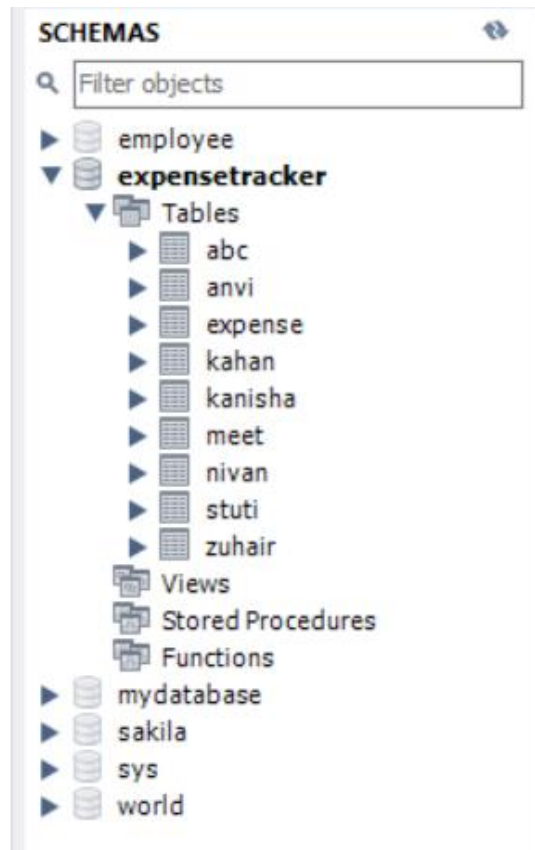 SCHEMAS
Filter objects
employee
expensetracker
Tables
abc
anvi
expense
kahan
kanisha
meet
nivan
stuti
zuhair
Views
Stored Procedures
Functions
mydatabase
sakila
sys
world